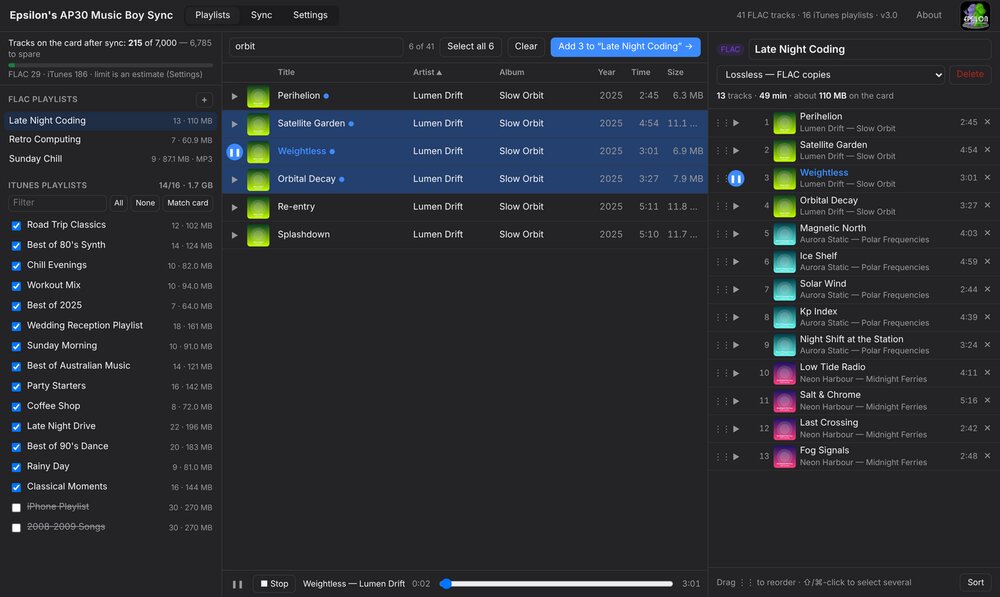 Epsilon's AP30 Music Boy Sync
Playlists Sync Settings
41 FLAC tracks · 16 iTunes playlists · v3.0 About
EPSILON
Tracks on the card after sync: 215 of 7,000 — 6,785
to spare
FLAC 29 · iTunes 186 · limit is an estimate (Settings)
FLAC PLAYLISTS +
Late Night Coding 13 · 110 MB
Retro Computing 7 · 60.9 MB
Sunday Chill 9 · 87.1 MB · MP3
ITUNES PLAYLISTS 14/16 · 1.7 GB
Filter All None Match card
Road Trip Classics 12 · 102 MB
Best of 80's Synth 14 · 124 MB
Chill Evenings 10 · 82.0 MB
Workout Mix 10 · 94.0 MB
Best of 2025 7 · 64.0 MB
Wedding Reception Playlist 18 · 161 MB
Sunday Morning 10 · 91.0 MB
Best of Australian Music 14 · 121 MB
Party Starters 16 · 142 MB
Coffee Shop 8 · 72.0 MB
Late Night Drive 22 · 196 MB
Best of 90's Dance 20 · 183 MB
Rainy Day 9 · 81.0 MB
Classical Moments 16 · 144 MB
iPhone Playlist 30 · 270 MB
2008-2009 Songs 30 · 270 MB
orbit 6 of 41 Select all 6 Clear Add 3 to “Late Night Coding” →
Title Artist ▲ Album Year Time Size
Perihelion Lumen Drift Slow Orbit 2025 2:45 6.3 MB
Satellite Garden Lumen Drift Slow Orbit 2025 4:54 11.1 ...
Weightless Lumen Drift Slow Orbit 2025 3:01 6.9 MB
Orbital Decay Lumen Drift Slow Orbit 2025 3:27 7.9 MB
Re-entry Lumen Drift Slow Orbit 2025 5:11 11.8 ...
Splashdown Lumen Drift Slow Orbit 2025 5:10 11.7 ...
Stop Weightless — Lumen Drift 0:02 3:01
FLAC Late Night Coding
Lossless — FLAC copies Delete
13 tracks · 49 min · about 110 MB on the card
1 Perihelion 2:45 ×
Lumen Drift — Slow Orbit
2 Satellite Garden 4:54 ×
Lumen Drift — Slow Orbit
3 Weightless 3:01 ×
Lumen Drift — Slow Orbit
4 Orbital Decay 3:27 ×
Lumen Drift — Slow Orbit
5 Magnetic North 4:03 ×
Aurora Static — Polar Frequencies
6 Ice Shelf 4:59 ×
Aurora Static — Polar Frequencies
7 Solar Wind 2:44 ×
Aurora Static — Polar Frequencies
8 Kp Index 4:39 ×
Aurora Static — Polar Frequencies
9 Night Shift at the Station 3:24 ×
Aurora Static — Polar Frequencies
10 Low Tide Radio 4:11 ×
Neon Harbour — Midnight Ferries
11 Salt & Chrome 5:16 ×
Neon Harbour — Midnight Ferries
12 Last Crossing 2:42 ×
Neon Harbour — Midnight Ferries
13 Fog Signals 2:48 ×
Neon Harbour — Midnight Ferries
Drag ⋮⋮ to reorder · ⇧/⌘-click to select several Sort